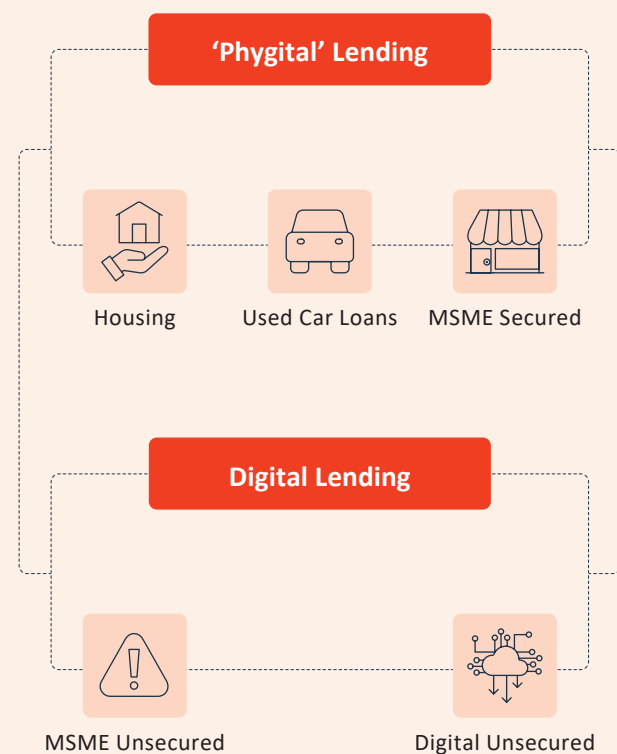 ‘Phygital’ Lending
Housing
Used Car Loans
MSME Secured
Digital Lending
MSME Unsecured
Digital Unsecured